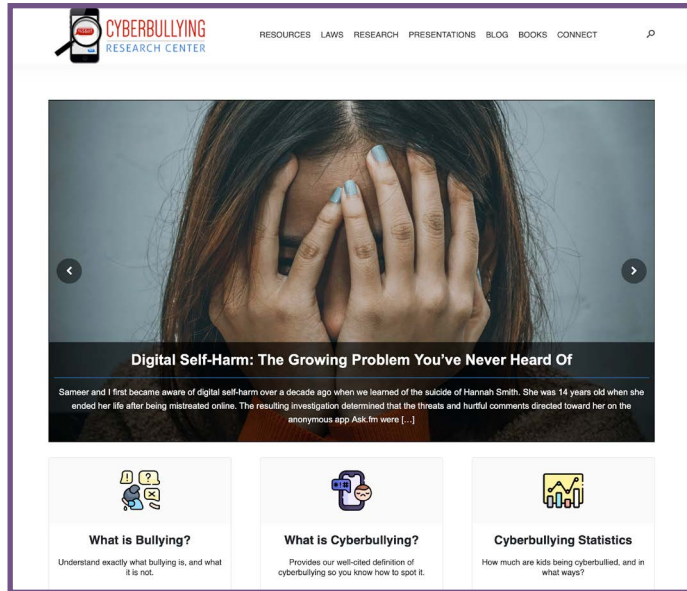 CYBERBULLYING
RESEARCH CENTER
RESOURCES LAWS RESEARCH PRESENTATIONS BLOG BOOKS CONNECT
Digital Self-Harm: The Growing Problem You've Never Heard Of
Sameer and I first became aware of digital self-harm over a decade ago when we learned of the suicide of Hannah Smith. She was 14 years old when she
ended her life after being mistreated online. The resulting investigation determined that the threats and hurtful comments directed toward her on the
anonymous app Ask.fm were […]
What is Bullying?
Understand exactly what bullying is, and what
it is not.
What is Cyberbullying?
Provides our well-cited definition of
cyberbullying so you know how to spot it.
Cyberbullying Statistics
How much are kids being cyberbullied, and in
what ways?